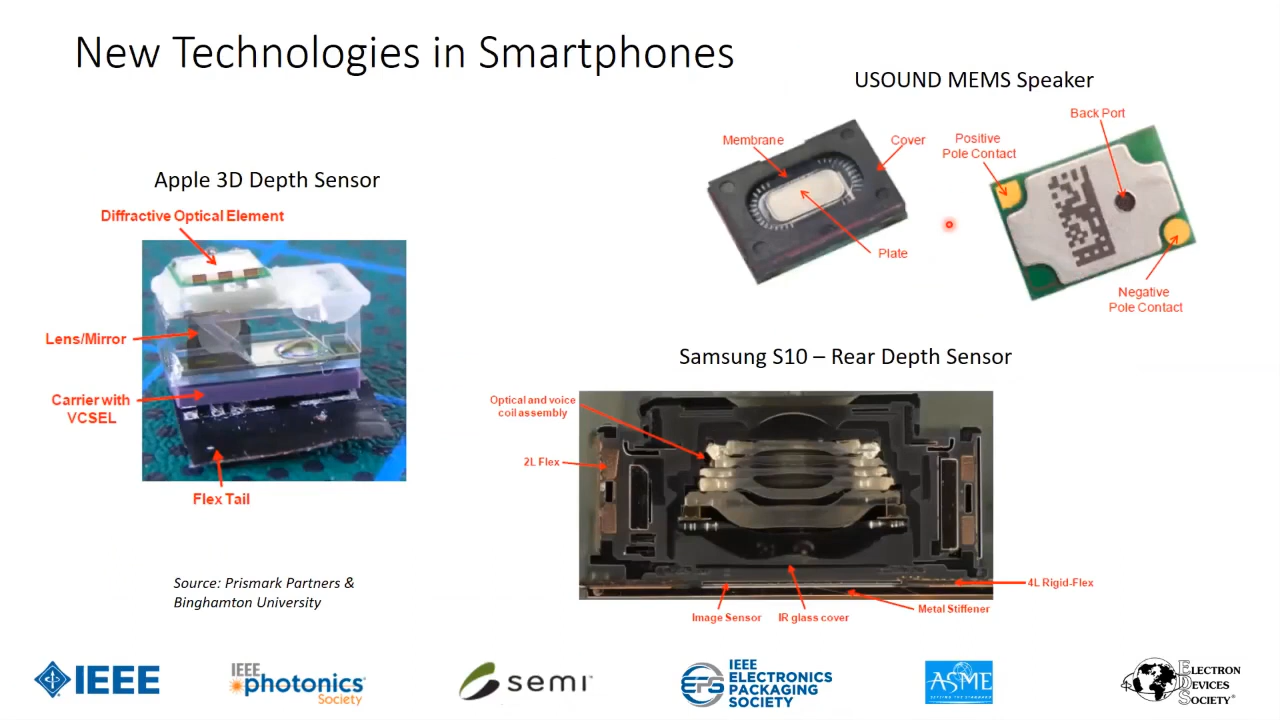 New Technologies in Smartphones
USOUND MEMS Speaker
Membrane
Cover
Plate
Positive
Pole Contact
Back Port
Negative
Pole Contact
Apple 3D Depth Sensor
Diffractive Optical Element
Lens/Mirror
Carrier with
VCSEL
Flex Tail
Samsung S10 – Rear Depth Sensor
Optical and voice
coil assembly
2L Flex
4L Rigid-Flex
Image Sensor
IR glass cover
Metal Stiffener
Source: Prismark Partners &
Binghamton University
IEEE
IEEE
photonics
Society
semi
EPS
IEEE
ELECTRONICS
PACKAGING
SOCIETY
ASME
SETTING THE STANDARD
ELECTRON
DEVICES
SOCIETY®